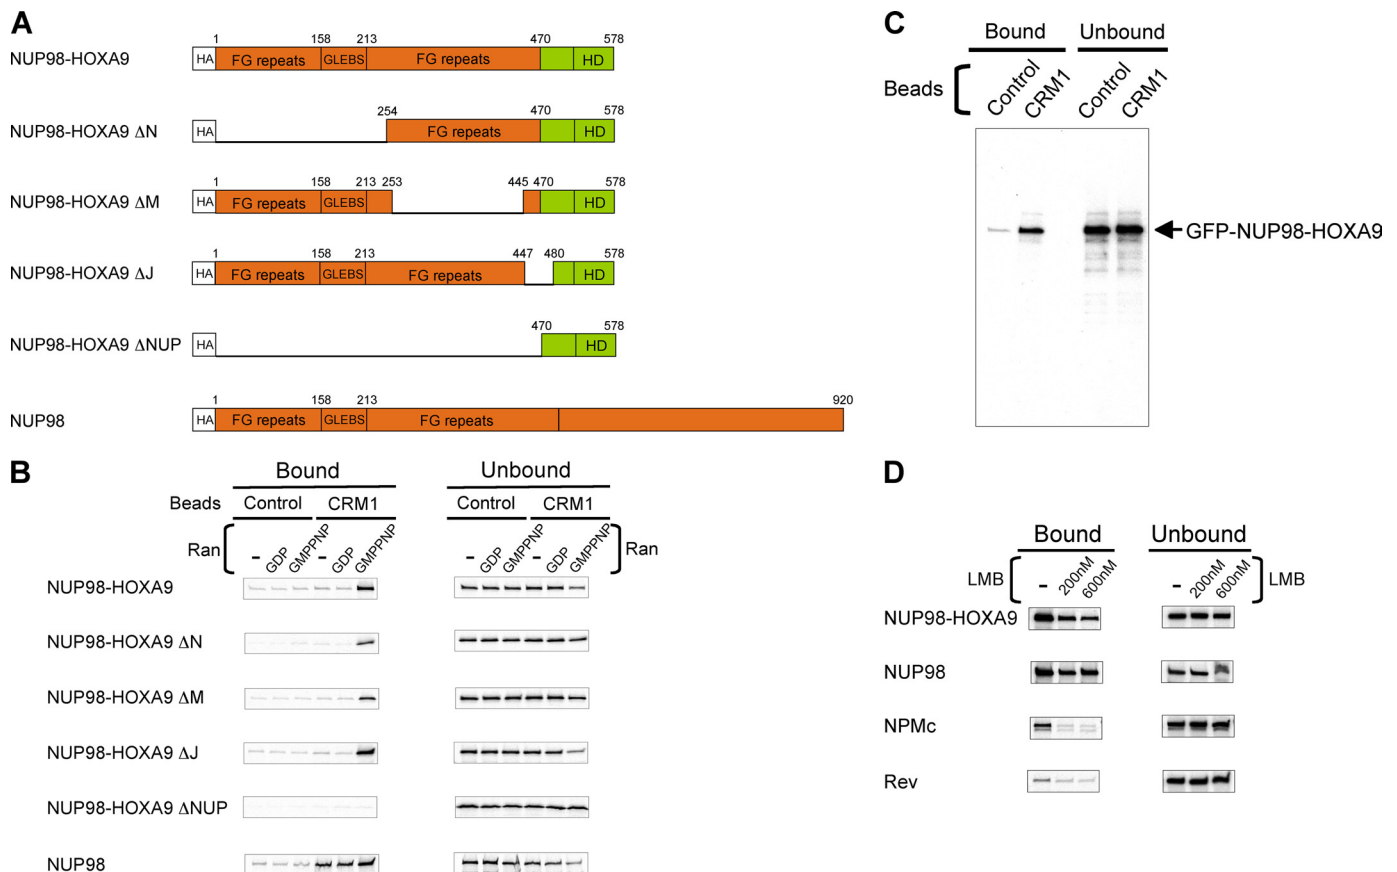 A
1 158 213 470 578
NUP98-HOXA9 HA FG repeats GLEBS FG repeats HD
254 470 578
NUP98-HOXA9 ΔN HA FG repeats HD
1 158 213 253 445 470 578
NUP98-HOXA9 ΔM HA FG repeats GLEBS HD
1 158 213 447 480 578
NUP98-HOXA9 ΔJ HA FG repeats GLEBS FG repeats HD
470 578
NUP98-HOXA9 ΔNUP HA HD
1 158 213 920
NUP98 HA FG repeats GLEBS FG repeats
B
Bound Unbound
Beads Control CRM1 Control CRM1
Ran - GDP GMPPNP - GDP GMPPNP - GDP GMPPNP - GDP GMPPNP Ran
NUP98-HOXA9
NUP98-HOXA9 ΔN
NUP98-HOXA9 ΔM
NUP98-HOXA9 ΔJ
NUP98-HOXA9 ΔNUP
NUP98
C
Bound Unbound
Beads Control CRM1 Control CRM1
GFP-NUP98-HOXA9
D
Bound Unbound
LMB - 200nM 600nM - 200nM 600nM LMB
NUP98-HOXA9
NUP98
NPMc
Rev